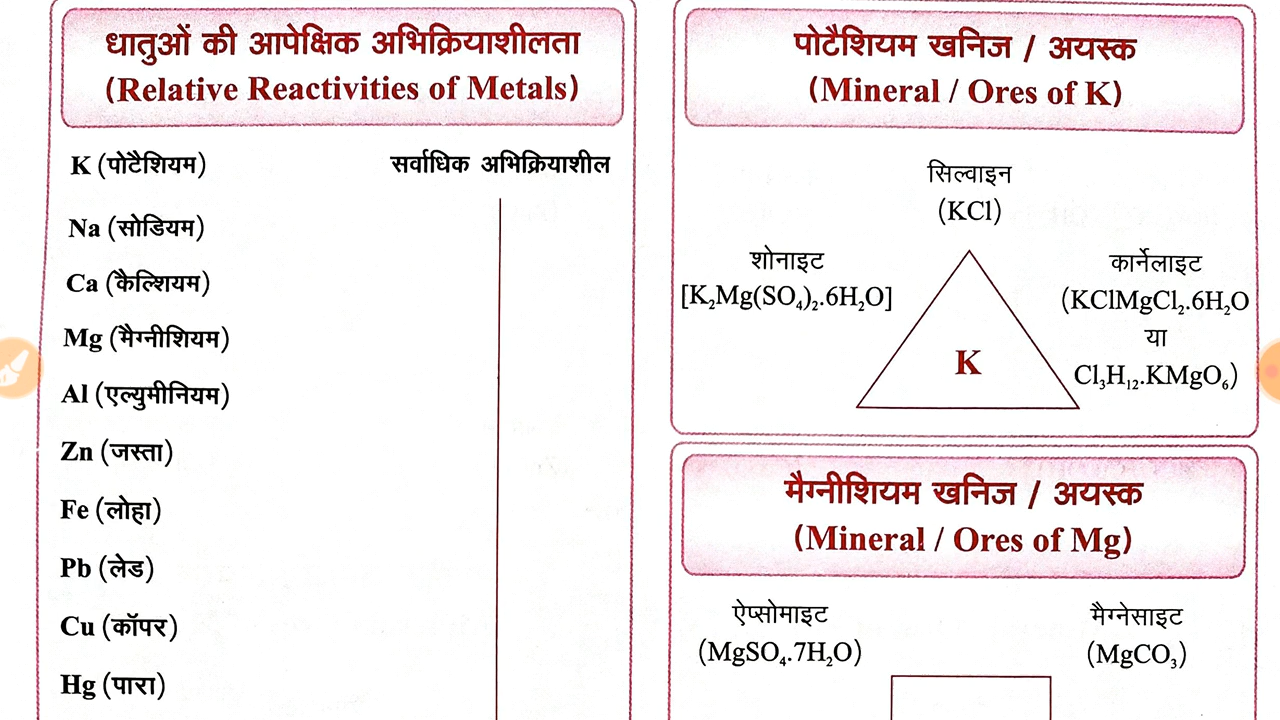 धातुओं की आपेक्षिक अभिक्रियाशीलता
(Relative Reactivities of Metals)
K (पोटैशियम) सर्वाधिक अभिक्रियाशील
Na (सोडियम)
Ca (कैल्शियम)
Mg (मैग्नीशियम)
Al (एल्युमीनियम)
Zn (जस्ता)
Fe (लोहा)
Pb (लेड)
Cu (कॉपर)
Hg (पारा)
पोटैशियम खनिज / अयस्क
(Mineral / Ores of K)
सिल्वाइन
(KCl)
शोनाइट
[K₂Mg(SO₄)₂.6H₂O]
कार्नेलाइट
(KClMgCl₂.6H₂O
या
Cl₃H₁₂.KMgO₆)
K
मैग्नीशियम खनिज / अयस्क
(Mineral / Ores of Mg)
ऐप्सोमाइट
(MgSO₄.7H₂O)
मैग्नेसाइट
(MgCO₃)